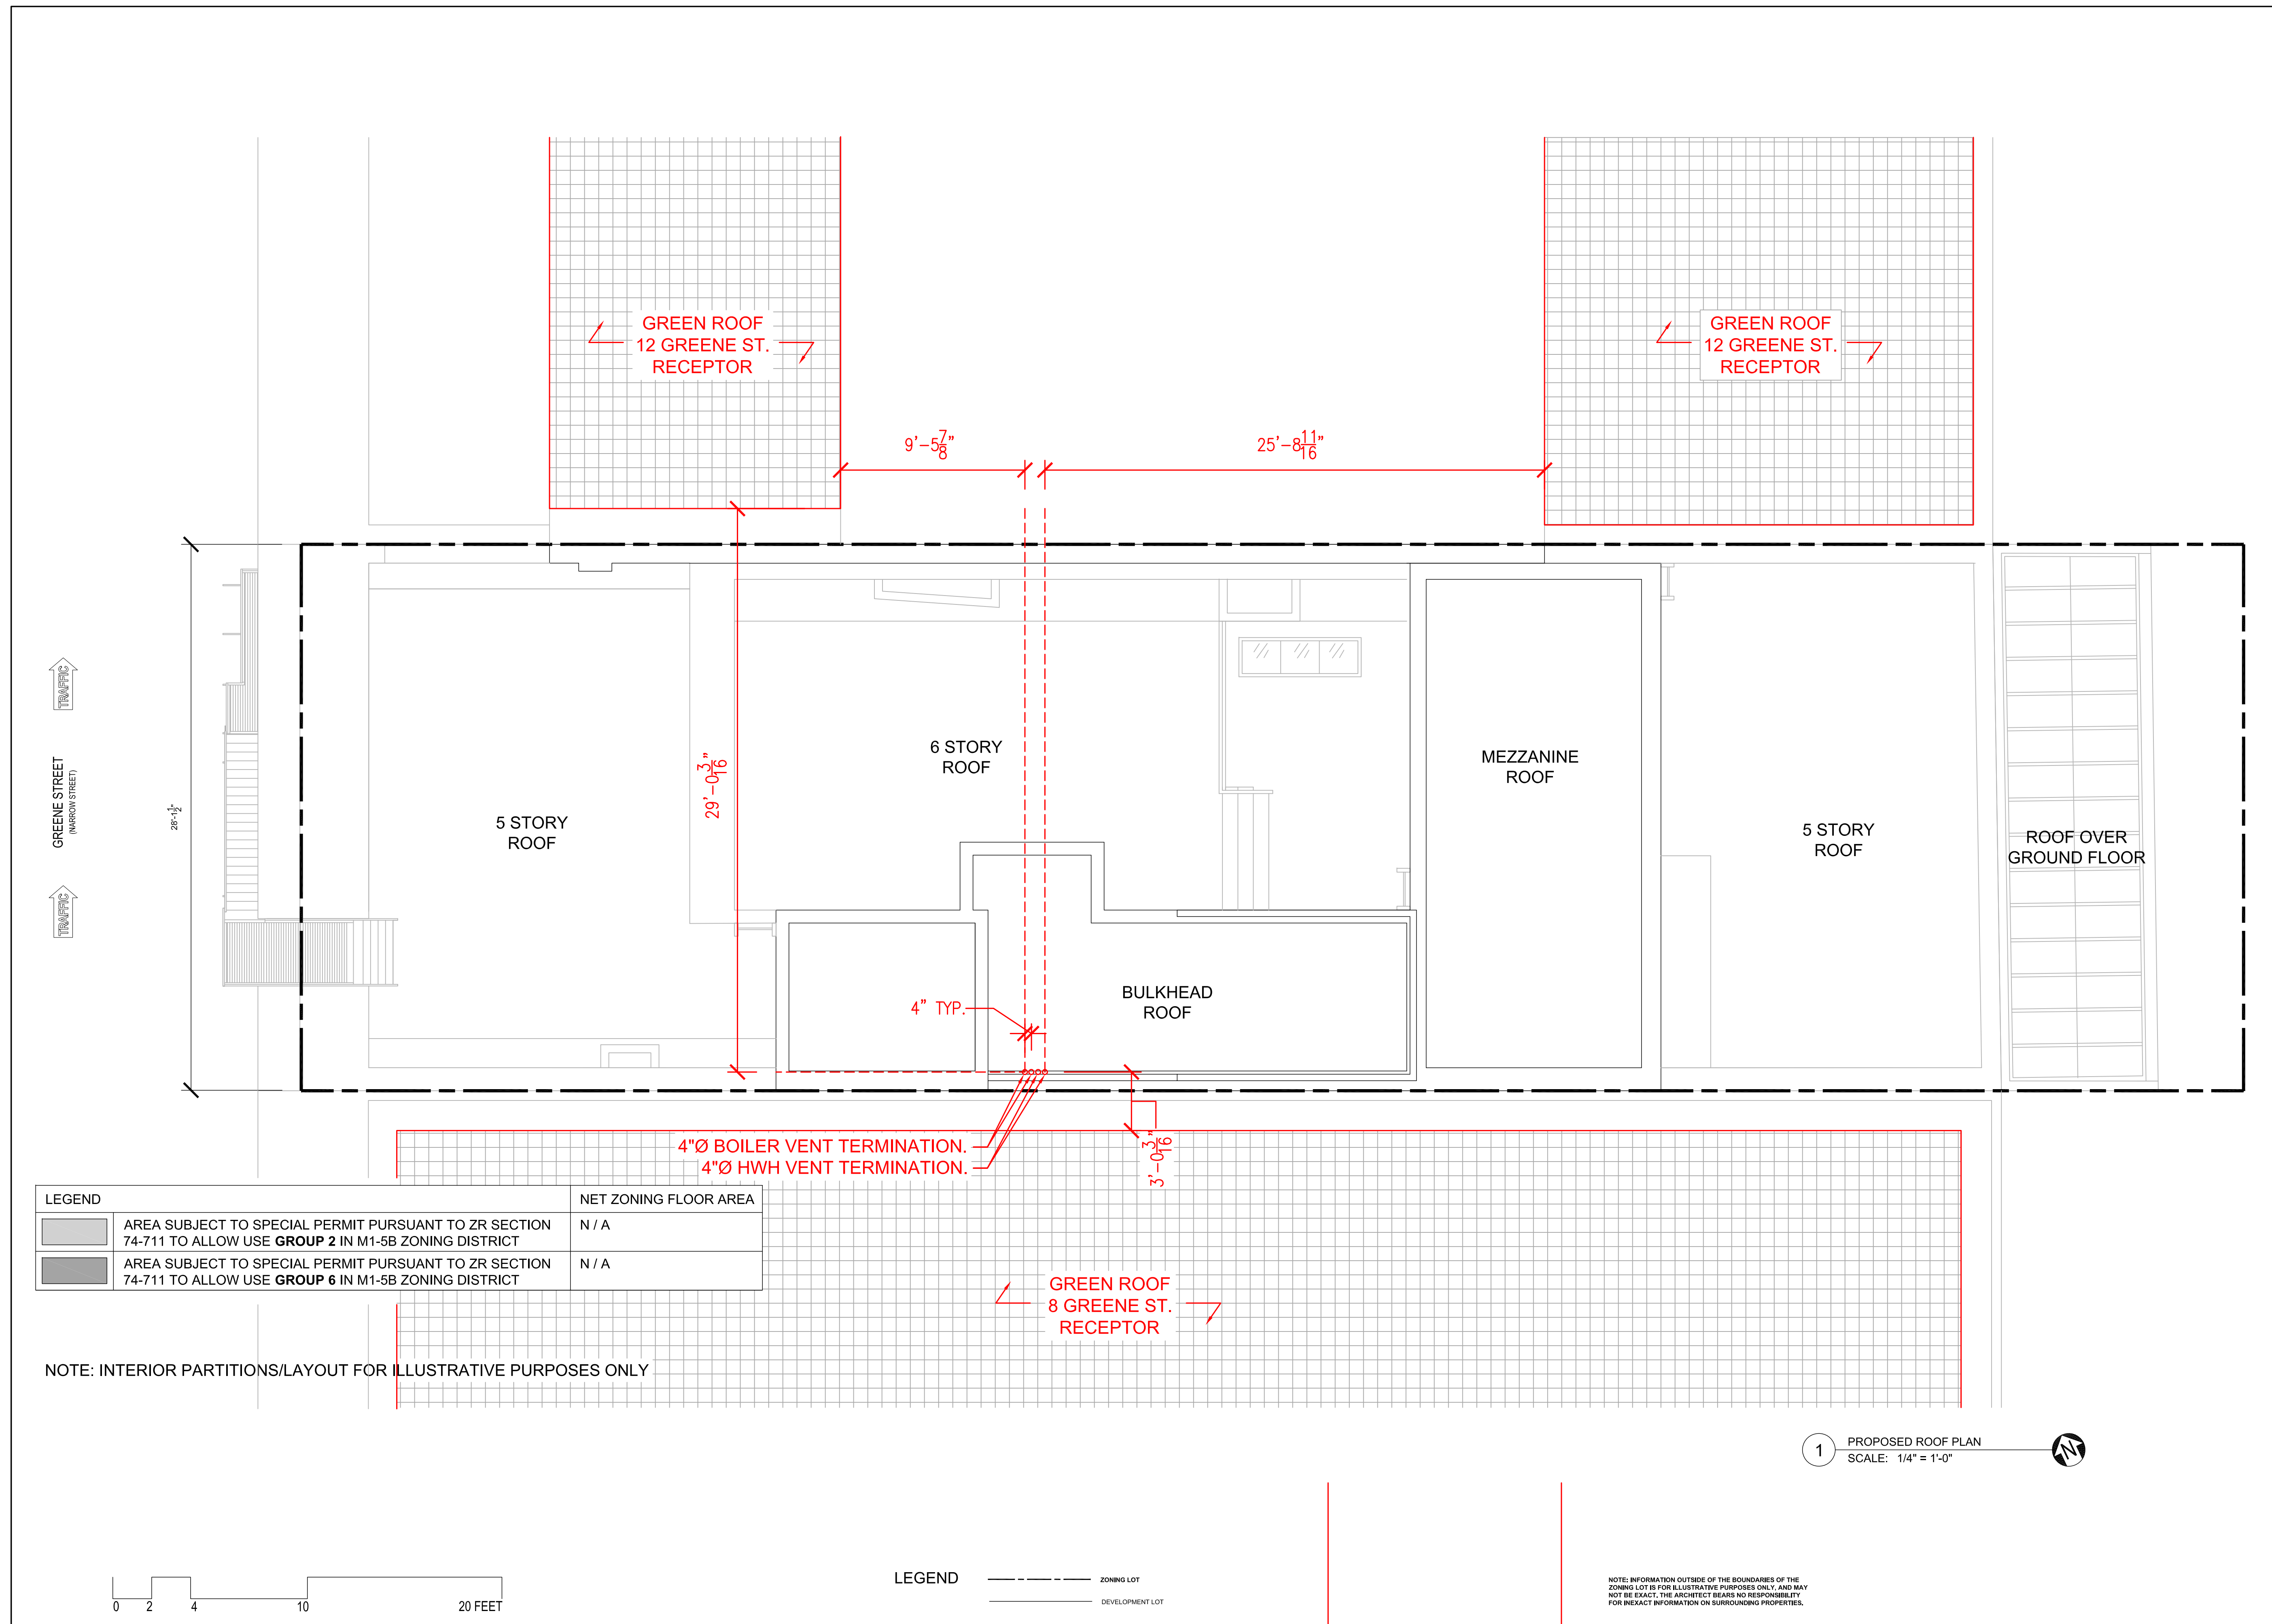 GREEN ROOF
12 GREENE ST.
RECEPTOR
GREEN ROOF
12 GREENE ST.
RECEPTOR
9'-5 7/8"
25'-8 11/16"
TRAFFIC
GREENE STREET
(NARROW STREET)
TRAFFIC
28'-1 1/2"
29'-0 3/16"
6 STORY
ROOF
MEZZANINE
ROOF
5 STORY
ROOF
5 STORY
ROOF
ROOF OVER
GROUND FLOOR
BULKHEAD
ROOF
4" TYP.
4"Ø BOILER VENT TERMINATION.
4"Ø HWH VENT TERMINATION.
3'-0 3/16"
LEGEND NET ZONING FLOOR AREA
AREA SUBJECT TO SPECIAL PERMIT PURSUANT TO ZR SECTION N / A
74-711 TO ALLOW USE GROUP 2 IN M1-5B ZONING DISTRICT
AREA SUBJECT TO SPECIAL PERMIT PURSUANT TO ZR SECTION N / A
74-711 TO ALLOW USE GROUP 6 IN M1-5B ZONING DISTRICT
GREEN ROOF
8 GREENE ST.
RECEPTOR
NOTE: INTERIOR PARTITIONS/LAYOUT FOR ILLUSTRATIVE PURPOSES ONLY
1
PROPOSED ROOF PLAN
SCALE: 1/4" = 1'-0"
N
0 2 4 10 20 FEET
LEGEND
ZONING LOT
DEVELOPMENT LOT
NOTE: INFORMATION OUTSIDE OF THE BOUNDARIES OF THE
ZONING LOT IS FOR ILLUSTRATIVE PURPOSES ONLY, AND MAY
NOT BE EXACT, THE ARCHITECT BEARS NO RESPONSIBILITY
FOR INEXACT INFORMATION ON SURROUNDING PROPERTIES.